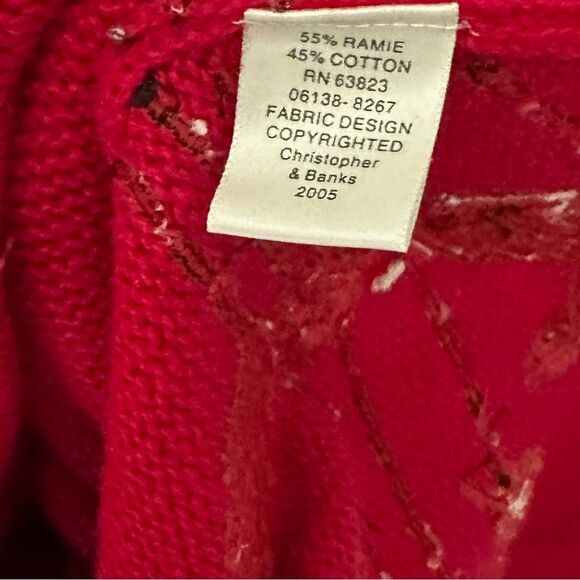 55% RAMIE
45% COTTON
RN 63823
06138-8267
FABRIC DESIGN
COPYRIGHTED
Christopher
& Banks
2005